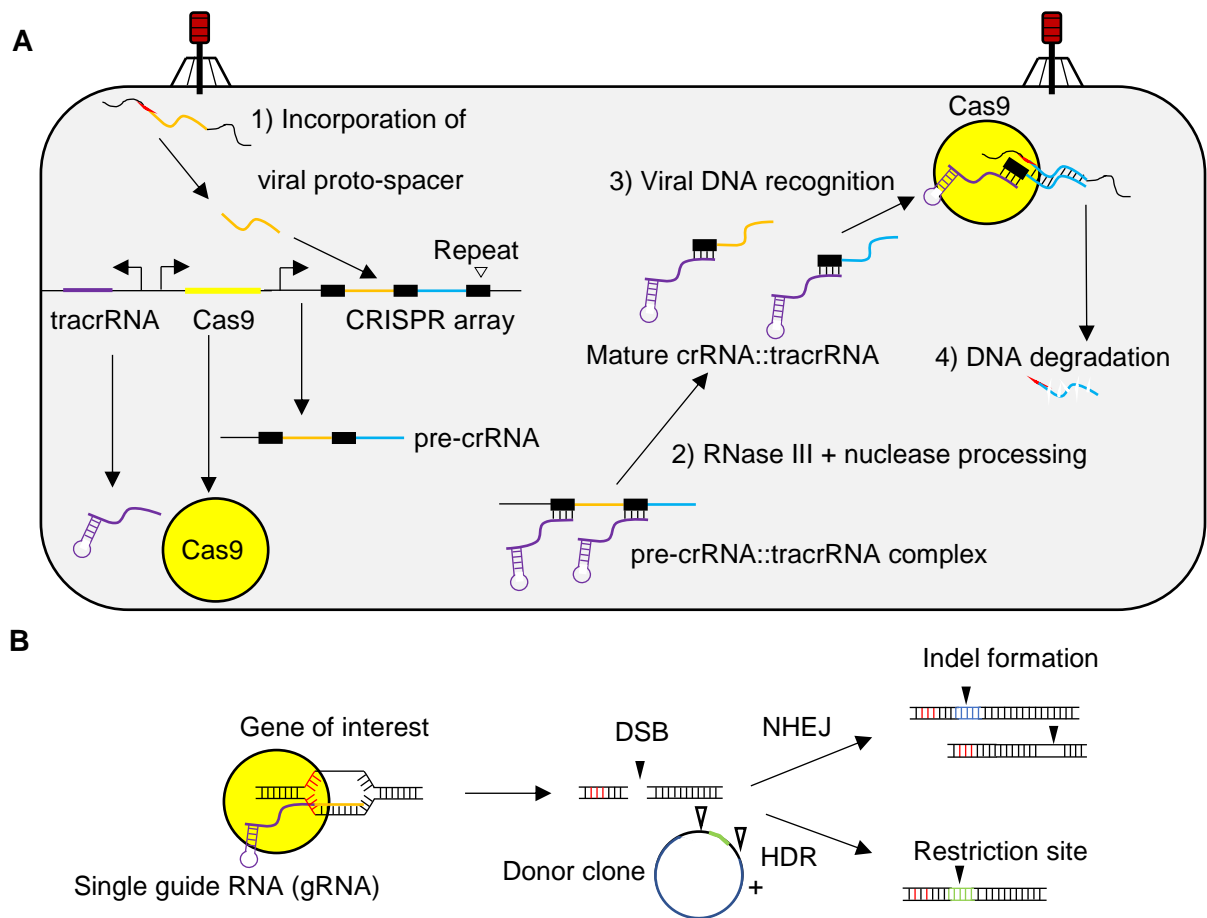 A
1) Incorporation of
viral proto-spacer
Repeat
tracrRNA
Cas9
CRISPR array
pre-crRNA
Cas9
pre-crRNA::tracrRNA complex
2) RNase III + nuclease processing
Mature crRNA::tracrRNA
3) Viral DNA recognition
Cas9
4) DNA degradation
B
Gene of interest
Single guide RNA (gRNA)
DSB
Donor clone
+
NHEJ
HDR
Indel formation
Restriction site